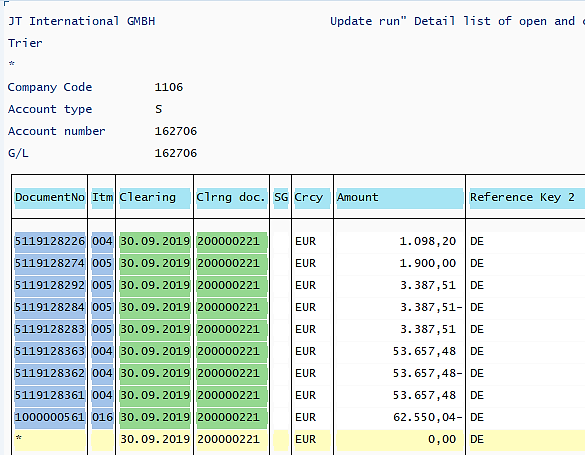 JT International GMBH Update run" Detail list of open and
Trier
*
Company Code 1106
Account type S
Account number 162706
G/L 162706
DocumentNo Itm Clearing Clrng doc. SG Crcy Amount Reference Key 2
5119128226 004 30.09.2019 200000221 EUR 1.098,20 DE
5119128274 005 30.09.2019 200000221 EUR 1.900,00 DE
5119128292 005 30.09.2019 200000221 EUR 3.387,51 DE
5119128284 005 30.09.2019 200000221 EUR 3.387,51- DE
5119128283 005 30.09.2019 200000221 EUR 3.387,51 DE
5119128363 004 30.09.2019 200000221 EUR 53.657,48 DE
5119128362 004 30.09.2019 200000221 EUR 53.657,48- DE
5119128361 004 30.09.2019 200000221 EUR 53.657,48 DE
1000000561 016 30.09.2019 200000221 EUR 62.550,04- DE
* 30.09.2019 200000221 EUR 0,00 DE